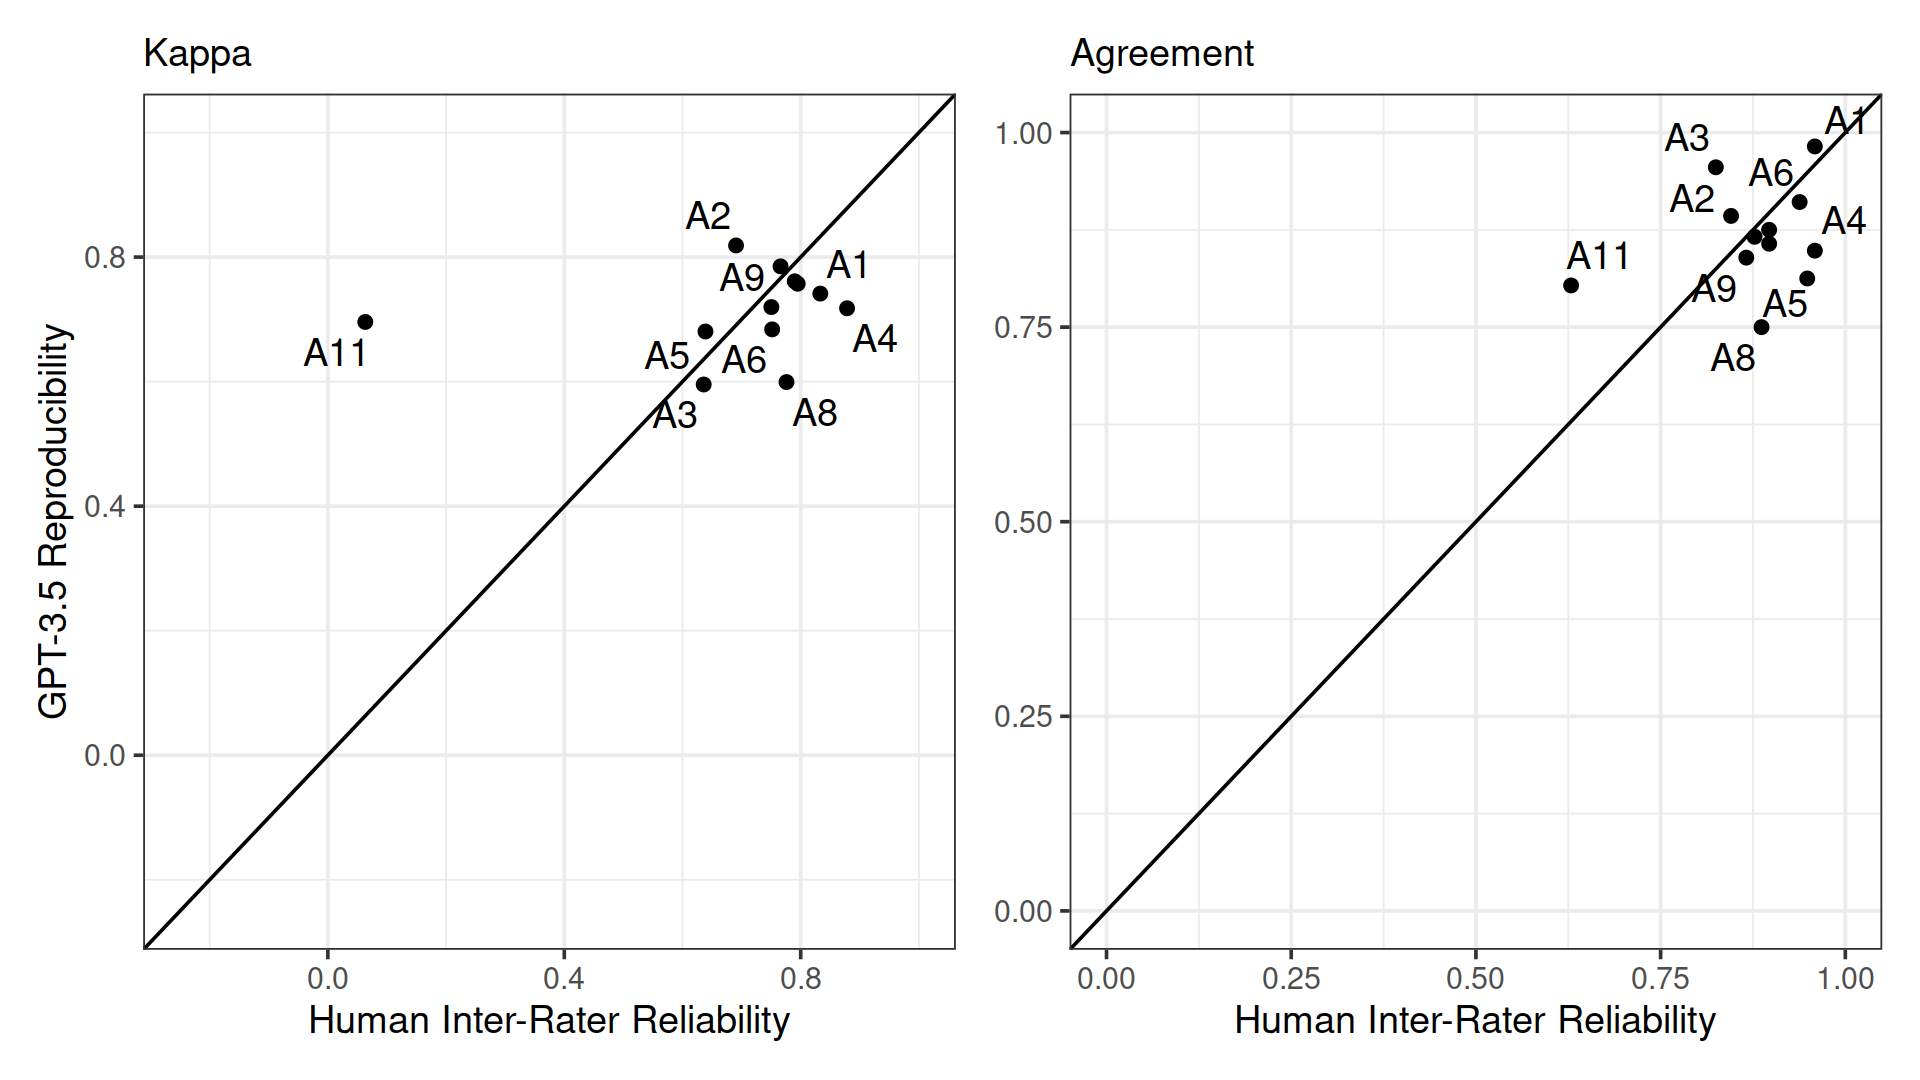 Kappa
GPT-3.5 Reproducibility
0.8
0.4
0.0
A2
A9
A1
A11
A5
A6
A4
A3
A8
0.0
0.4
0.8
Human Inter-Rater Reliability
Agreement
1.00
0.75
0.50
0.25
0.00
A1
A3
A6
A2
A4
A11
A9
A5
A8
0.00
0.25
0.50
0.75
1.00
Human Inter-Rater Reliability